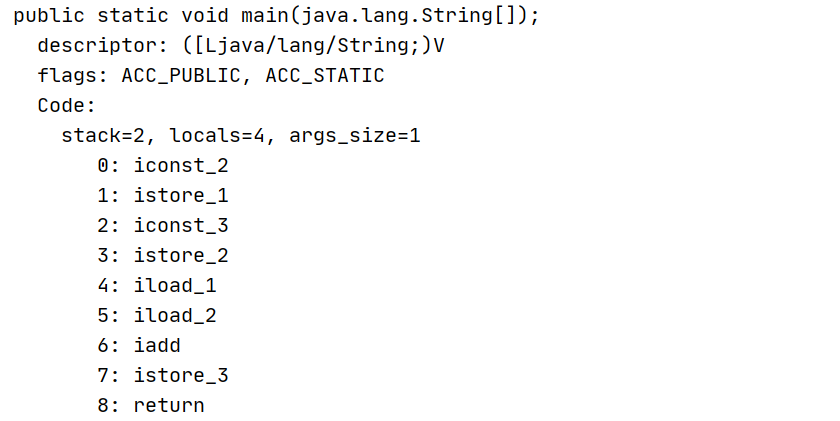 public static void main(java.lang.String[]);
descriptor: ([Ljava/lang/String;)V
flags: ACC_PUBLIC, ACC_STATIC
Code:
stack=2, locals=4, args_size=1
0: iconst_2
1: istore_1
2: iconst_3
3: istore_2
4: iload_1
5: iload_2
6: iadd
7: istore_3
8: return